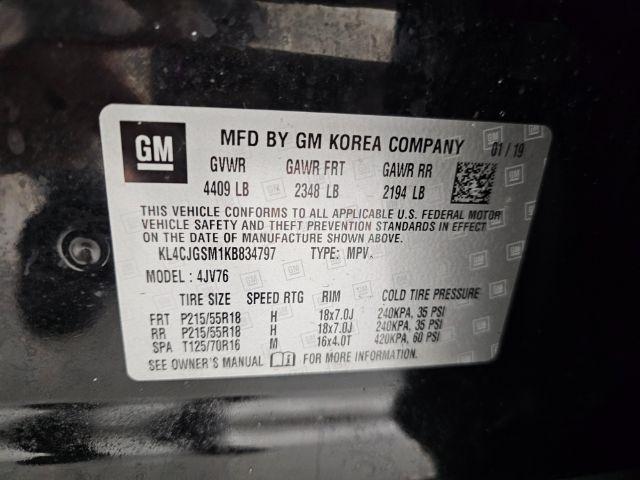 GM MFD BY GM KOREA COMPANY 01/19
GVWR GAWR FRT GAWR RR
4409 LB 2348 LB 2194 LB
THIS VEHICLE CONFORMS TO ALL APPLICABLE U.S. FEDERAL MOTOR
VEHICLE SAFETY AND THEFT PREVENTION STANDARDS IN EFFECT
ON THE DATE OF MANUFACTURE SHOWN ABOVE.
KL4CJGSM1KB834797 TYPE: MPV
MODEL: 4JV76
TIRE SIZE SPEED RTG RIM COLD TIRE PRESSURE
FRT P215/55R18 H 18x7.0J 240KPA, 35 PSI
RR P215/55R18 H 18x7.0J 240KPA, 35 PSI
SPA T125/70R16 M 16x4.0T 420KPA, 60 PSI
SEE OWNER'S MANUAL FOR MORE INFORMATION.